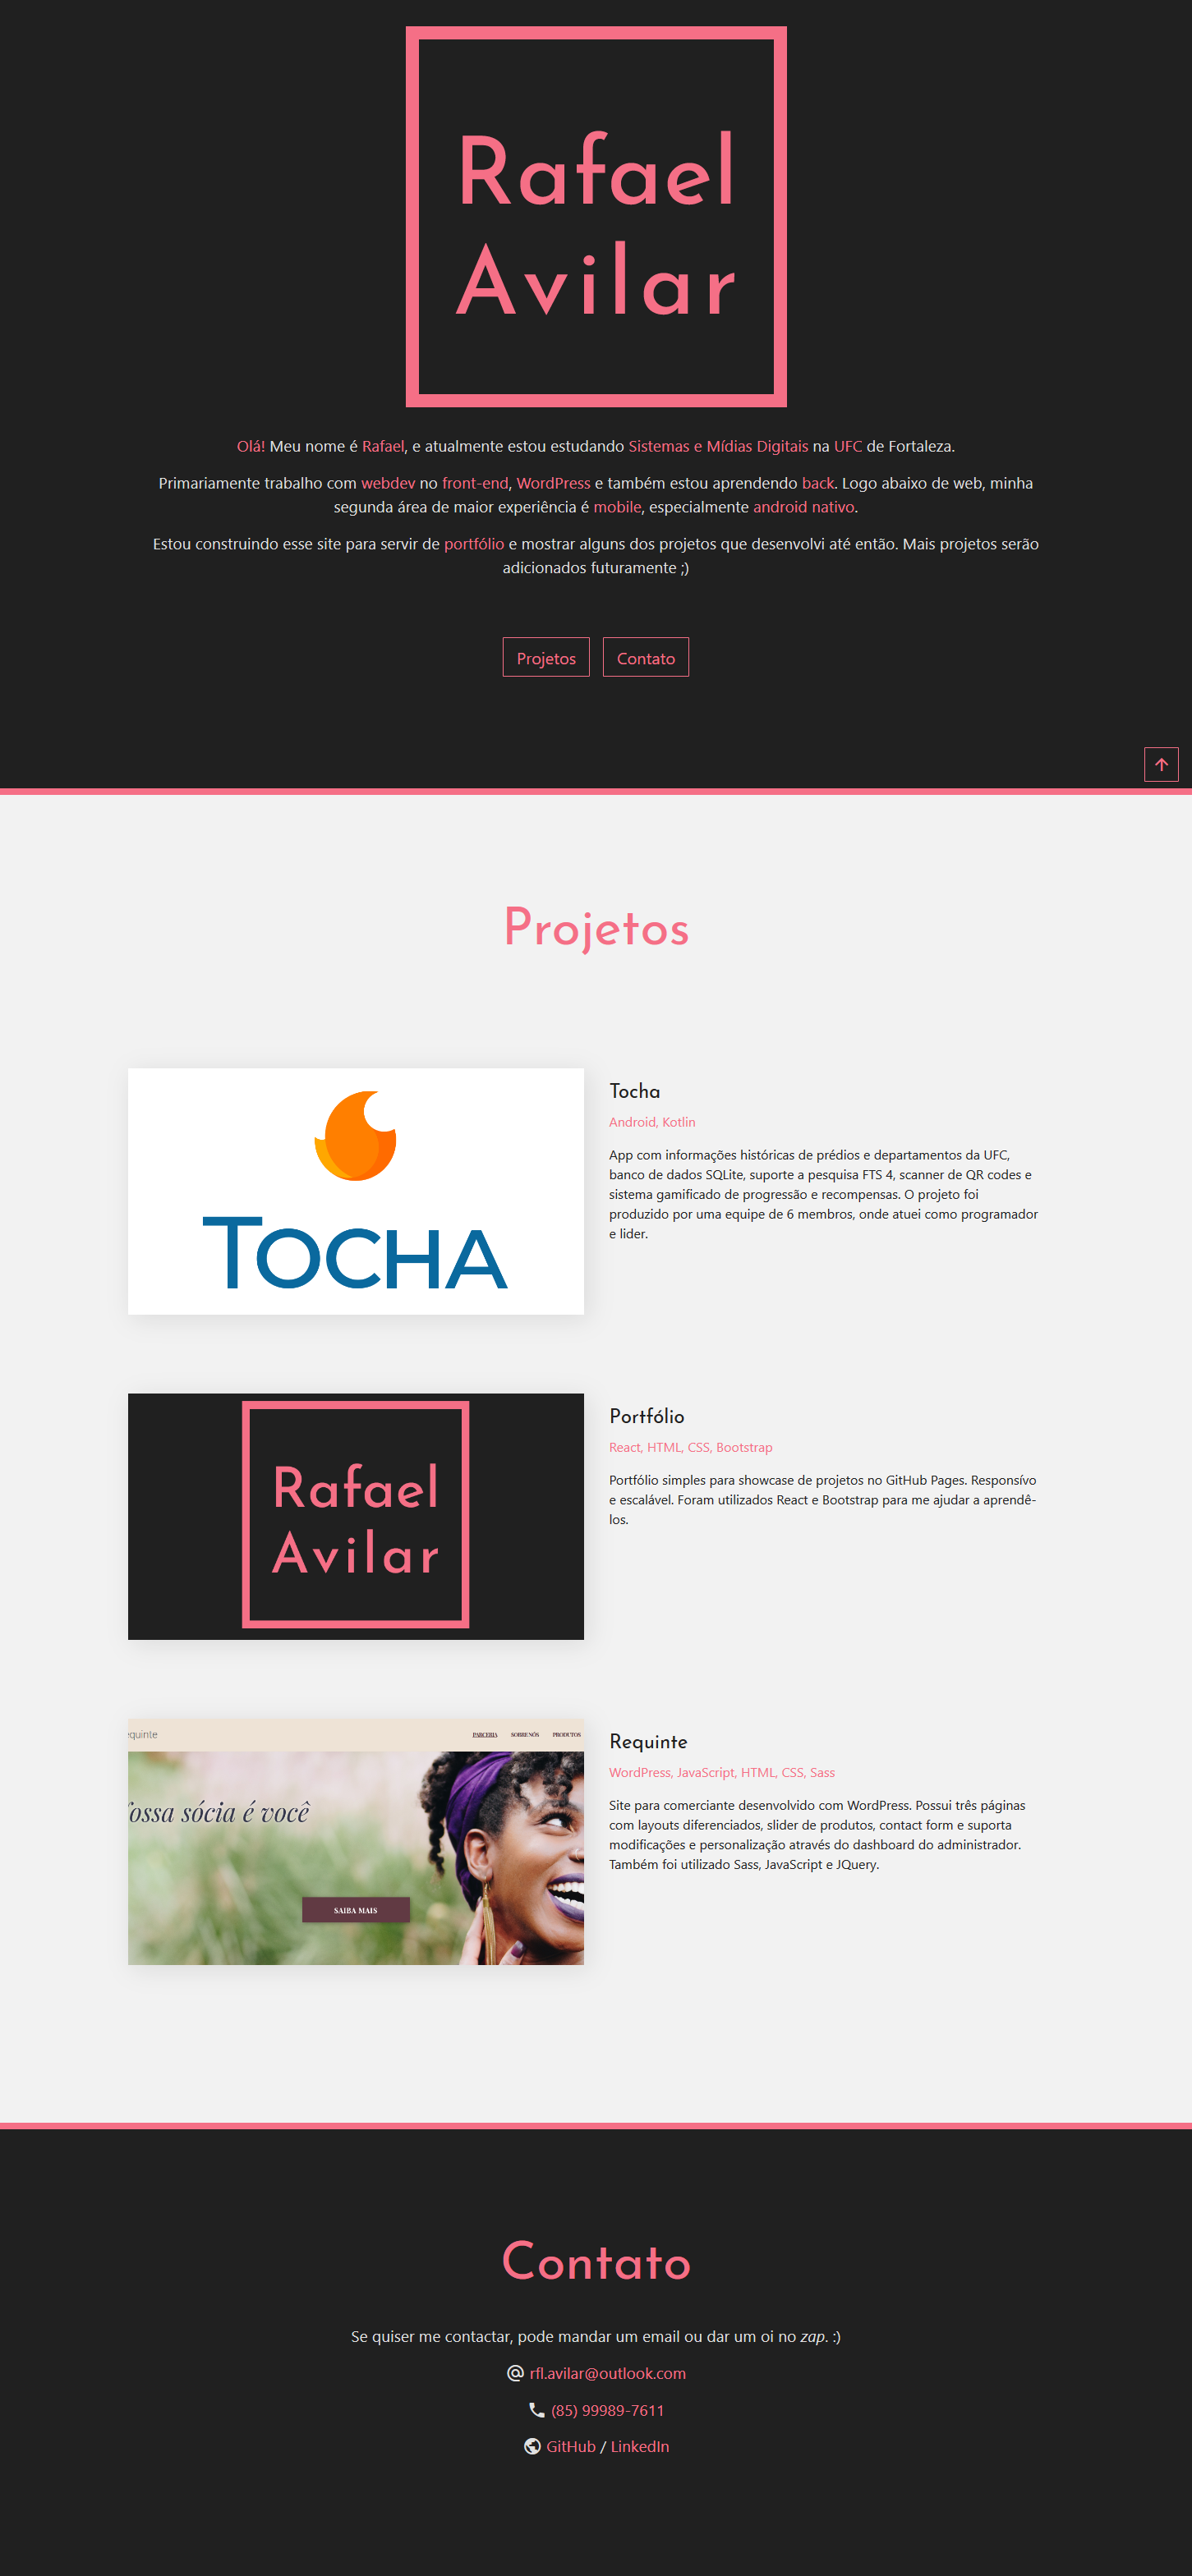 Rafael
Avilar
Olá! Meu nome é Rafael, e atualmente estou estudando Sistemas e Mídias Digitais na UFC de Fortaleza.
Primariamente trabalho com webdev no front-end, WordPress e também estou aprendendo back. Logo abaixo de web, minha
segunda área de maior experiência é mobile, especialmente android nativo.
Estou construindo esse site para servir de portfólio e mostrar alguns dos projetos que desenvolvi até então. Mais projetos serão
adicionados futuramente ;)
Projetos
Contato
Projetos
TOCHA
Tocha
Android, Kotlin
App com informações históricas de prédios e departamentos da UFC,
banco de dados SQLite, suporte a pesquisa FTS 4, scanner de QR codes e
sistema gamificado de progressão e recompensas. O projeto foi
produzido por uma equipe de 6 membros, onde atuei como programador
e lider.
Rafael
Avilar
Portfólio
React, HTML, CSS, Bootstrap
Portfólio simples para showcase de projetos no GitHub Pages. Responsívo
e escalável. Foram utilizados React e Bootstrap para me ajudar a aprendê-
los.
equinte
PARCERIA SOBRE NÓS PRODUTOS
ossa sócia é você
SAIBA MAIS
Requinte
WordPress, JavaScript, HTML, CSS, Sass
Site para comerciante desenvolvido com WordPress. Possui três páginas
com layouts diferenciados, slider de produtos, contact form e suporta
modificações e personalização através do dashboard do administrador.
Também foi utilizado Sass, JavaScript e JQuery.
Contato
Se quiser me contactar, pode mandar um email ou dar um oi no zap. :)
rfl.avilar@outlook.com
(85) 99989-7611
GitHub / LinkedIn